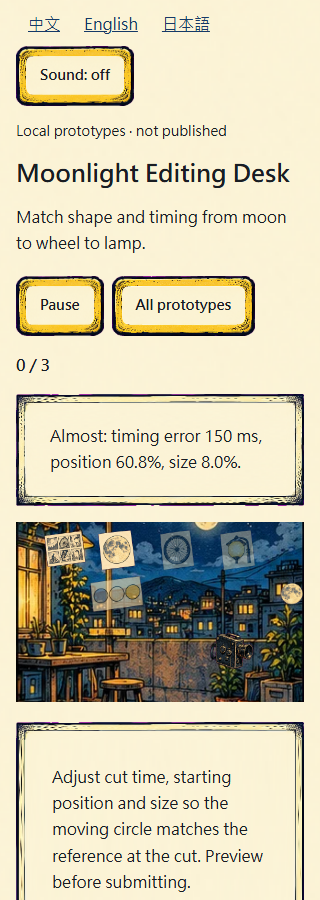 中文 English 日本語
Sound: off
Local prototypes · not published
Moonlight Editing Desk
Match shape and timing from moon
to wheel to lamp.
Pause All prototypes
0 / 3
Almost: timing error 150 ms,
position 60.8%, size 8.0%.
Adjust cut time, starting
position and size so the
moving circle matches the
reference at the cut. Preview
before submitting.